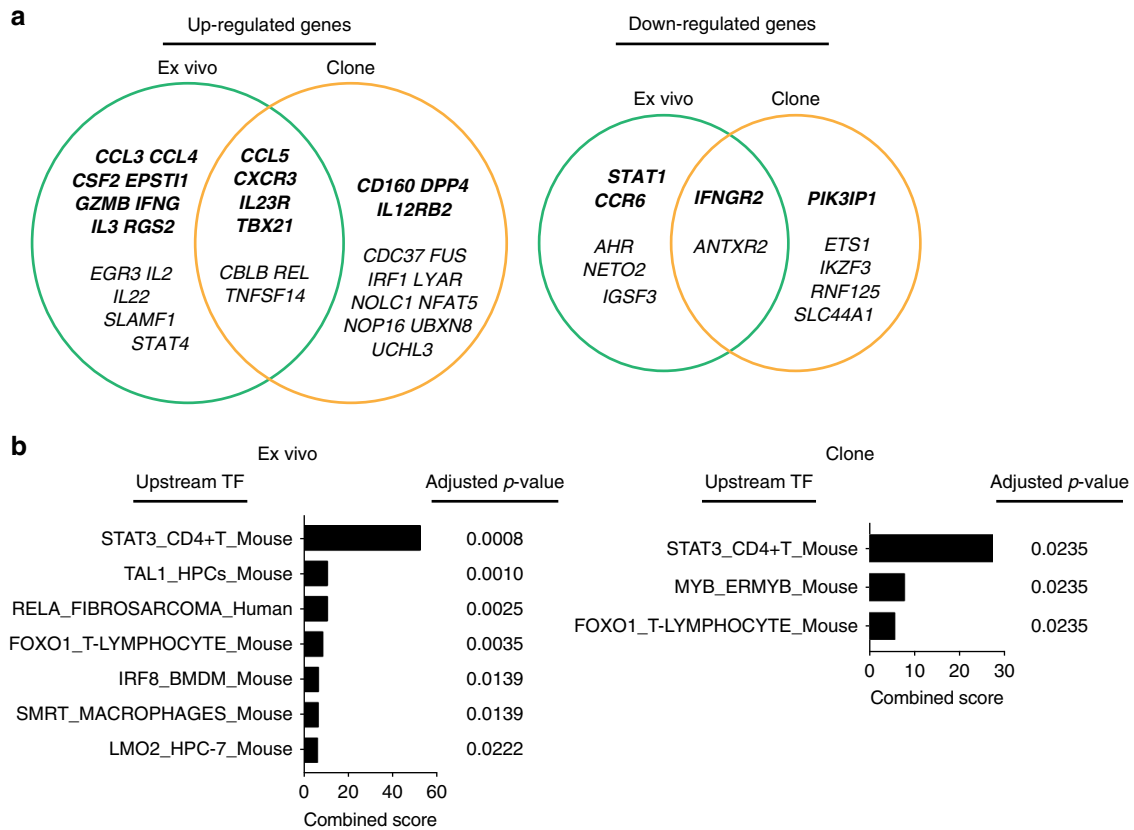 a
Up-regulated genes
Ex vivo
Clone
CCL3 CCL4
CSF2 EPSTI1
GZMB IFNG
IL3 RGS2
EGR3 IL2
IL22
SLAMF1
STAT4
CCL5
CXCR3
IL23R
TBX21
CBLB REL
TNFSF14
CD160 DPP4
IL12RB2
CDC37 FUS
IRF1 LYAR
NOLC1 NFAT5
NOP16 UBXN8
UCHL3
Down-regulated genes
Ex vivo
Clone
STAT1
CCR6
AHR
NETO2
IGSF3
IFNGR2
ANTXR2
PIK3IP1
ETS1
IKZF3
RNF125
SLC44A1
b
Ex vivo
Upstream TF
Adjusted p-value
STAT3_CD4+T_Mouse
0.0008
TAL1_HPCs_Mouse
0.0010
RELA_FIBROSARCOMA_Human
0.0025
FOXO1_T-LYMPHOCYTE_Mouse
0.0035
IRF8_BMDM_Mouse
0.0139
SMRT_MACROPHAGES_Mouse
0.0139
LMO2_HPC-7_Mouse
0.0222
0 20 40 60
Combined score
Clone
Upstream TF
Adjusted p-value
STAT3_CD4+T_Mouse
0.0235
MYB_ERMYB_Mouse
0.0235
FOXO1_T-LYMPHOCYTE_Mouse
0.0235
0 10 20 30
Combined score